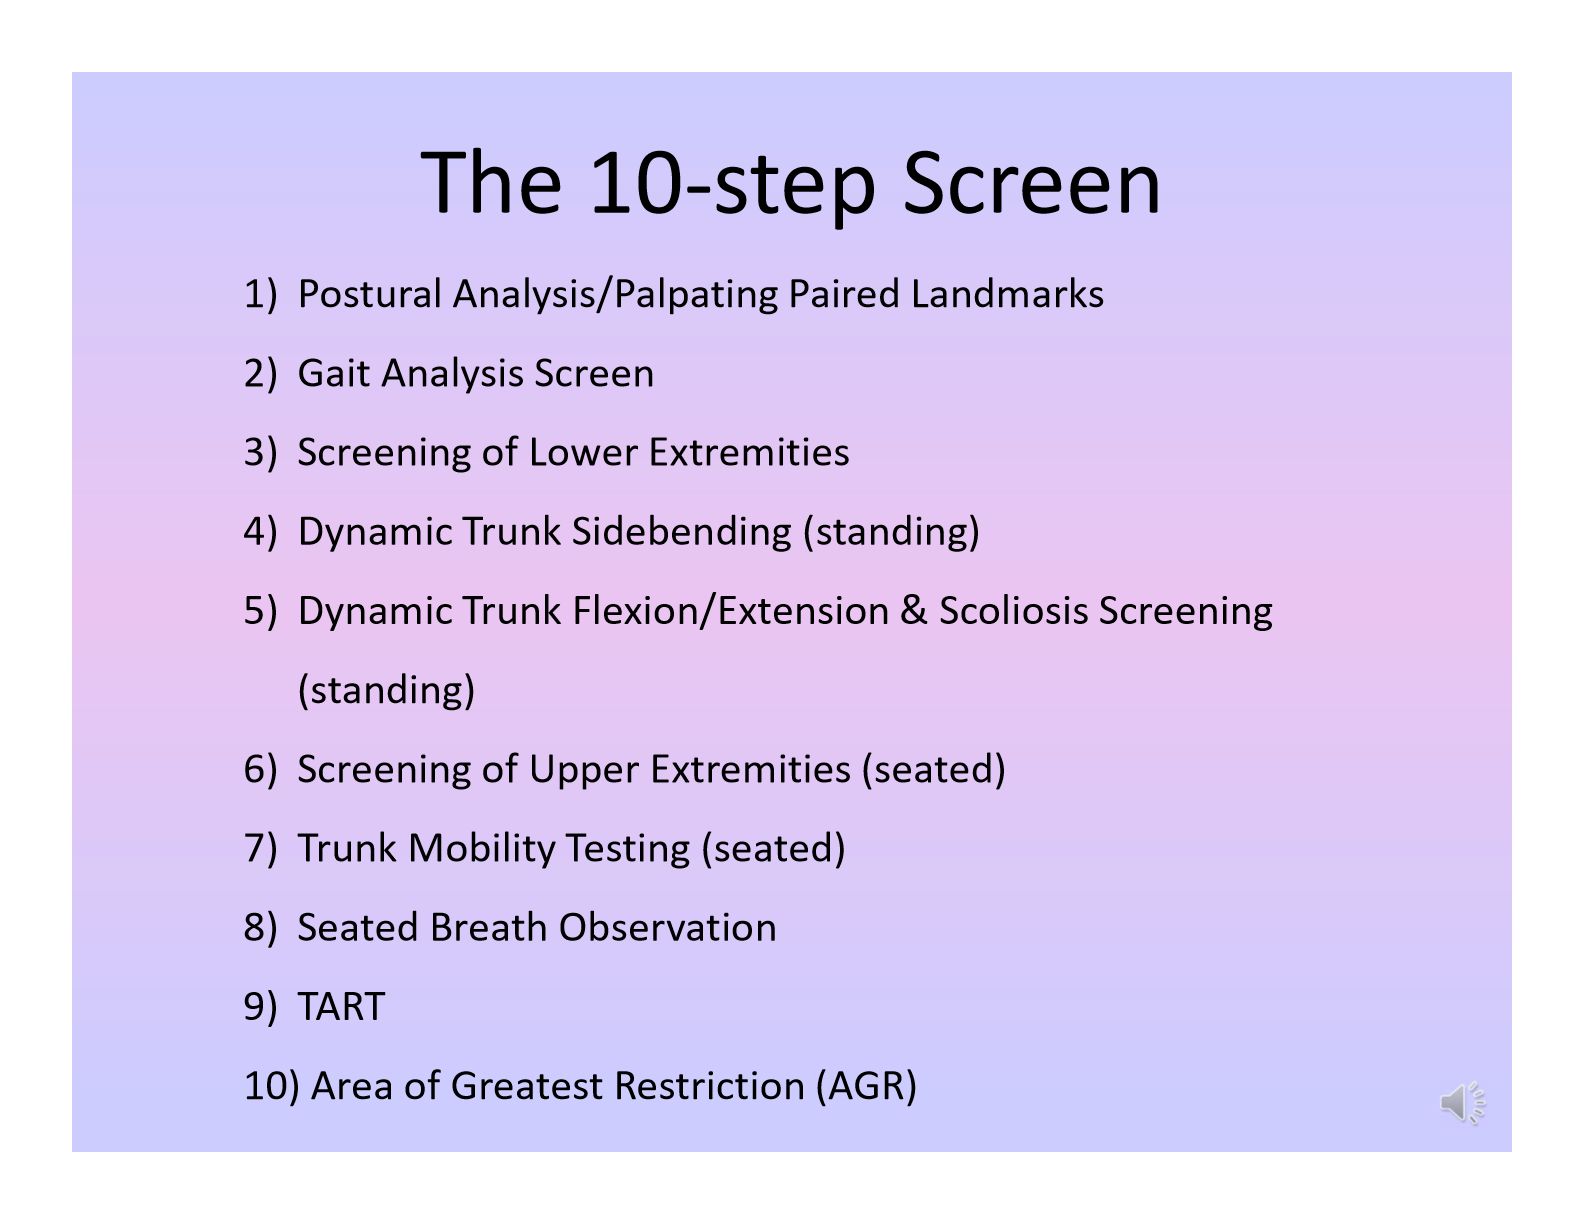 The 10-step Screen
1) Postural Analysis/Palpating Paired Landmarks
2) Gait Analysis Screen
3) Screening of Lower Extremities
4) Dynamic Trunk Sidebending (standing)
5) Dynamic Trunk Flexion/Extension & Scoliosis Screening
(standing)
6) Screening of Upper Extremities (seated)
7) Trunk Mobility Testing (seated)
8) Seated Breath Observation
9) TART
10) Area of Greatest Restriction (AGR)